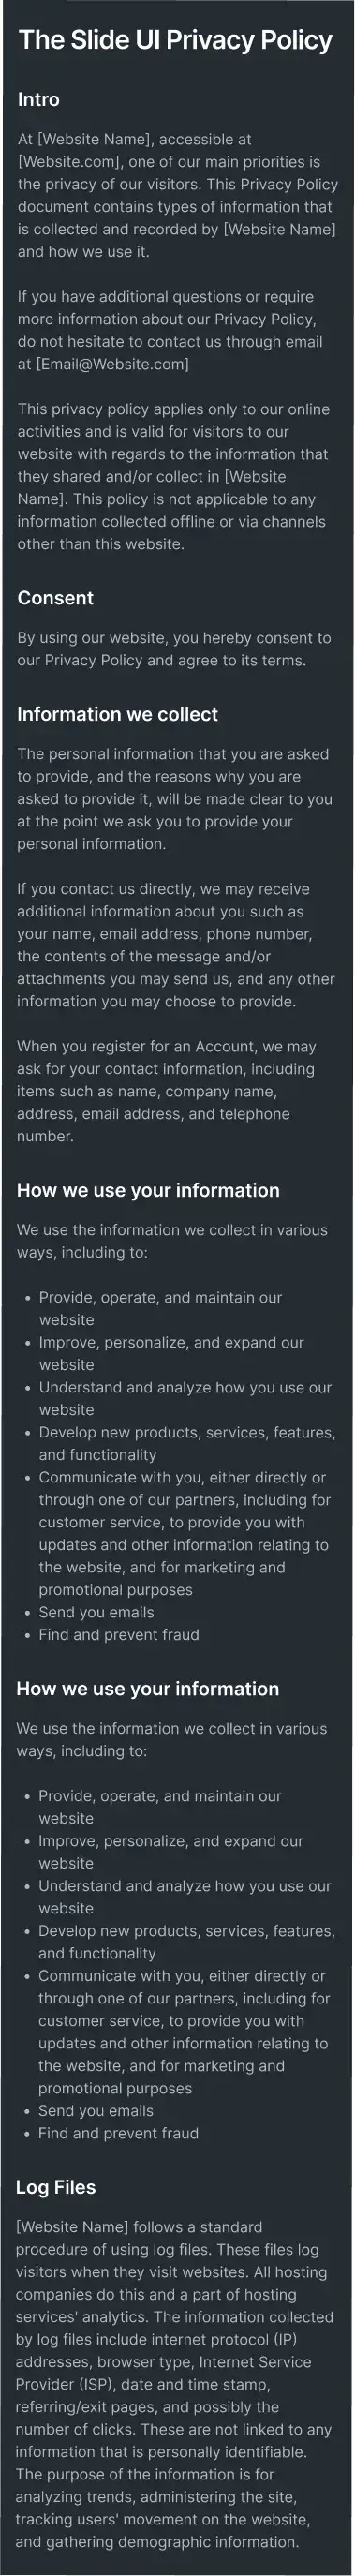 The Slide UI Privacy Policy
Intro
At [Website Name], accessible at
[Website.com], one of our main priorities is
the privacy of our visitors. This Privacy Policy
document contains types of information that
is collected and recorded by [Website Name]
and how we use it.
If you have additional questions or require
more information about our Privacy Policy,
do not hesitate to contact us through email
at [Email@Website.com]
This privacy policy applies only to our online
activities and is valid for visitors to our
website with regards to the information that
they shared and/or collect in [Website
Name]. This policy is not applicable to any
information collected offline or via channels
other than this website.
Consent
By using our website, you hereby consent to
our Privacy Policy and agree to its terms.
Information we collect
The personal information that you are asked
to provide, and the reasons why you are
asked to provide it, will be made clear to you
at the point we ask you to provide your
personal information.
If you contact us directly, we may receive
additional information about you such as
your name, email address, phone number,
the contents of the message and/or
attachments you may send us, and any other
information you may choose to provide.
When you register for an Account, we may
ask for your contact information, including
items such as name, company name,
address, email address, and telephone
number.
How we use your information
We use the information we collect in various
ways, including to:
• Provide, operate, and maintain our
website
• Improve, personalize, and expand our
website
• Understand and analyze how you use our
website
• Develop new products, services, features,
and functionality
• Communicate with you, either directly or
through one of our partners, including for
customer service, to provide you with
updates and other information relating to
the website, and for marketing and
promotional purposes
• Send you emails
• Find and prevent fraud
How we use your information
We use the information we collect in various
ways, including to:
• Provide, operate, and maintain our
website
• Improve, personalize, and expand our
website
• Understand and analyze how you use our
website
• Develop new products, services, features,
and functionality
• Communicate with you, either directly or
through one of our partners, including for
customer service, to provide you with
updates and other information relating to
the website, and for marketing and
promotional purposes
• Send you emails
• Find and prevent fraud
Log Files
[Website Name] follows a standard
procedure of using log files. These files log
visitors when they visit websites. All hosting
companies do this and a part of hosting
services' analytics. The information collected
by log files include internet protocol (IP)
addresses, browser type, Internet Service
Provider (ISP), date and time stamp,
referring/exit pages, and possibly the
number of clicks. These are not linked to any
information that is personally identifiable.
The purpose of the information is for
analyzing trends, administering the site,
tracking users' movement on the website,
and gathering demographic information.